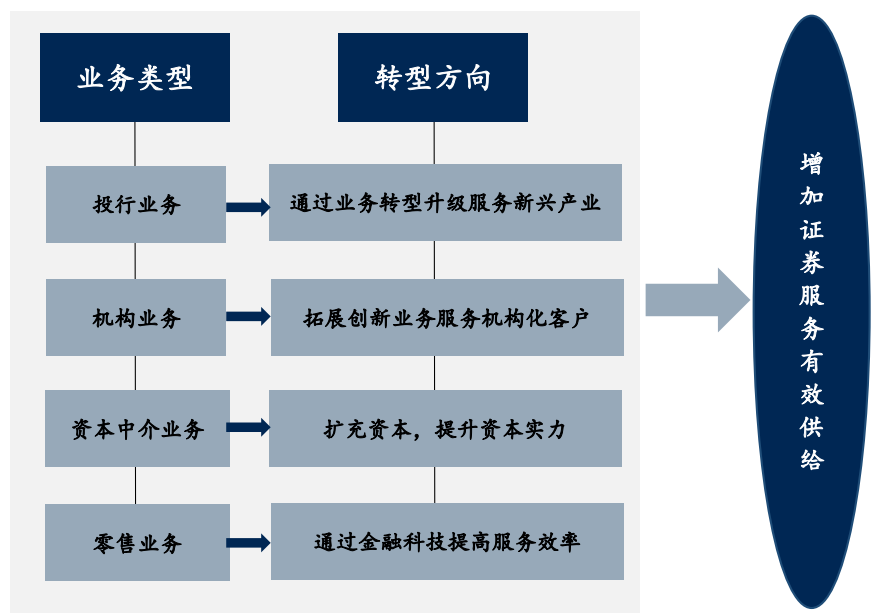 业务类型
转型方向
投行业务
通过业务转型升级服务新兴产业
机构业务
拓展创新业务服务机构化客户
资本中介业务
扩充资本，提升资本实力
零售业务
通过金融科技提高服务效率
增加证券服务有效供给